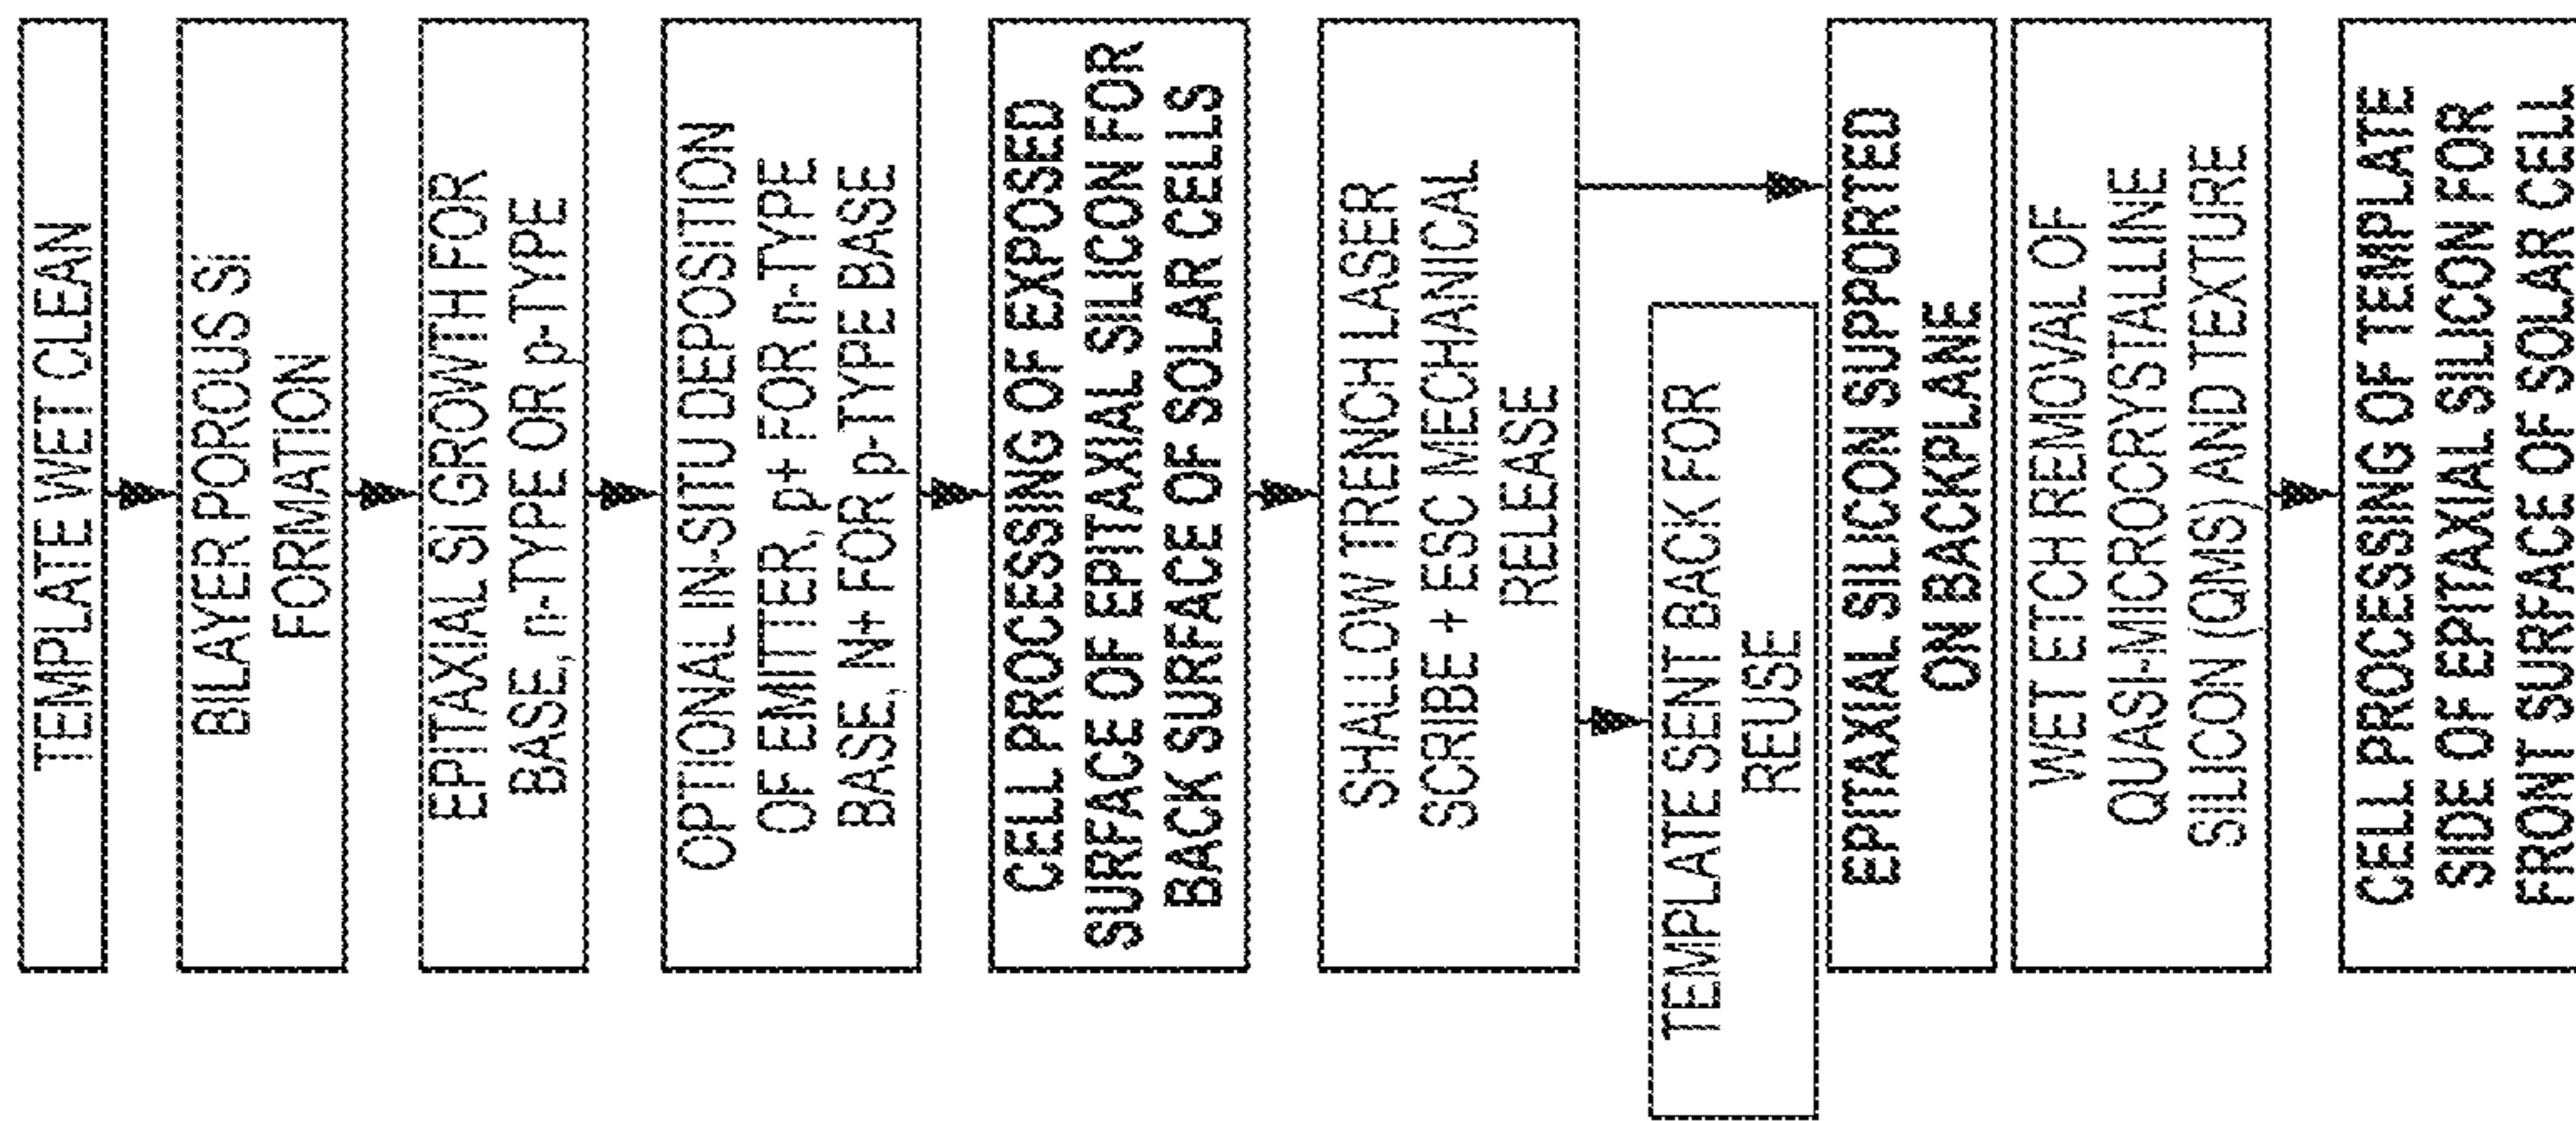 TEMPLATE WET CLEAN
BILAYER POROUS Si
FORMATION
EPITAXIAL Si GROWTH FOR
BASE, n-TYPE OR p-TYPE
OPTIONAL IN-SITU DEPOSITION
OF EMITTER, p+ FOR n-TYPE
BASE, N+ FOR p-TYPE BASE
CELL PROCESSING OF EXPOSED
SURFACE OF EPITAXIAL SILICON FOR
BACK SURFACE OF SOLAR CELLS
SHALLOW TRENCH LASER
SCRIBE + ESC MECHANICAL
RELEASE
TEMPLATE SENT BACK FOR
REUSE
EPITAXIAL SILICON SUPPORTED
ON BACKPLANE
WET ETCH REMOVAL OF
QUASI-MICROCRYSTALLINE
SILICON (QMS) AND TEXTURE
CELL PROCESSING OF TEMPLATE
SIDE OF EPITAXIAL SILICON FOR
FRONT SURFACE OF SOLAR CELL